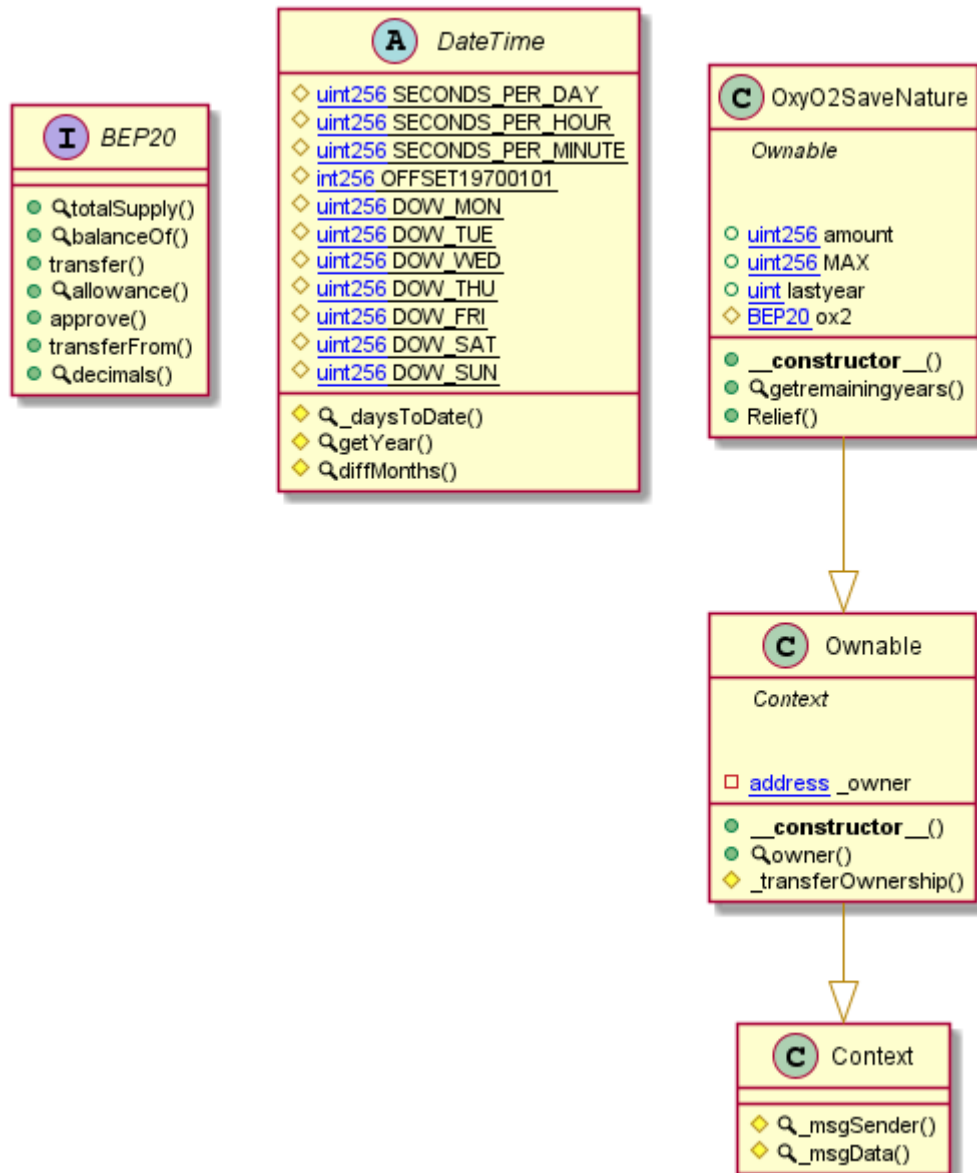 I BEP20
totalSupply()
balanceOf()
transfer()
allowance()
approve()
transferFrom()
decimals()
A DateTime
uint256 SECONDS_PER_DAY
uint256 SECONDS_PER_HOUR
uint256 SECONDS_PER_MINUTE
int256 OFFSET19700101
uint256 DOW_MON
uint256 DOW_TUE
uint256 DOW_WED
uint256 DOW_THU
uint256 DOW_FRI
uint256 DOW_SAT
uint256 DOW_SUN
_daysToDate()
getYear()
diffMonths()
C OxyO2SaveNature
Ownable
uint256 amount
uint256 MAX
uint lastyear
BEP20 ox2
__constructor__()
getremainingyears()
Relief()
C Ownable
Context
address _owner
__constructor__()
owner()
_transferOwnership()
C Context
_msgSender()
_msgData()